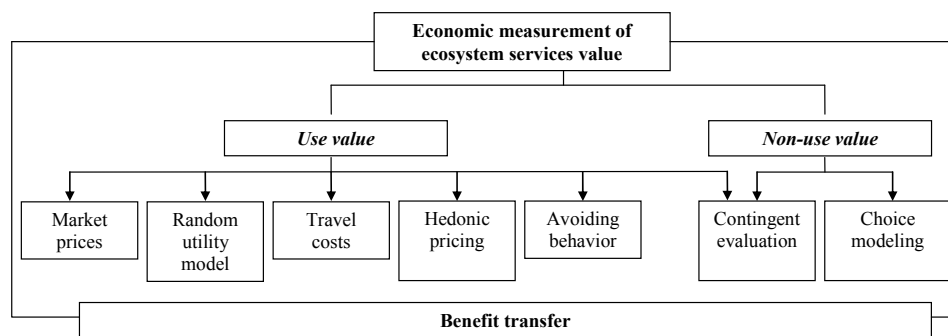 Economic measurement of
ecosystem services value
Use value
Non-use value
Market
prices
Random
utility
model
Travel
costs
Hedonic
pricing
Avoiding
behavior
Contingent
evaluation
Choice
modeling
Benefit transfer